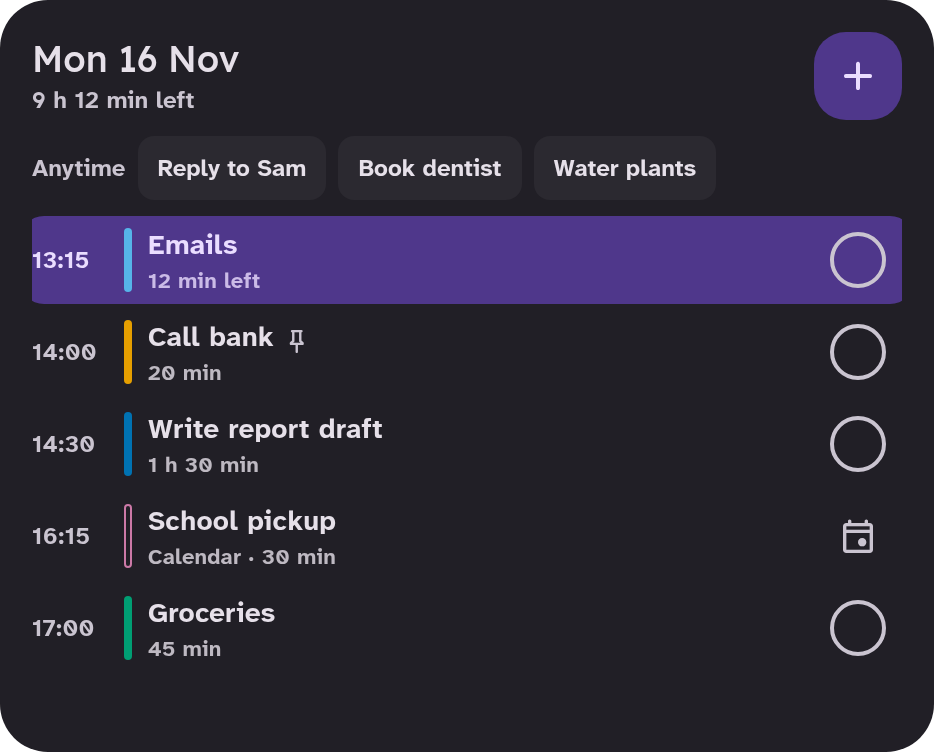 Mon 16 Nov
9 h 12 min left
Anytime Reply to Sam Book dentist Water plants
13:15 Emails
12 min left
14:00 Call bank
20 min
14:30 Write report draft
1 h 30 min
16:15 School pickup
Calendar · 30 min
17:00 Groceries
45 min